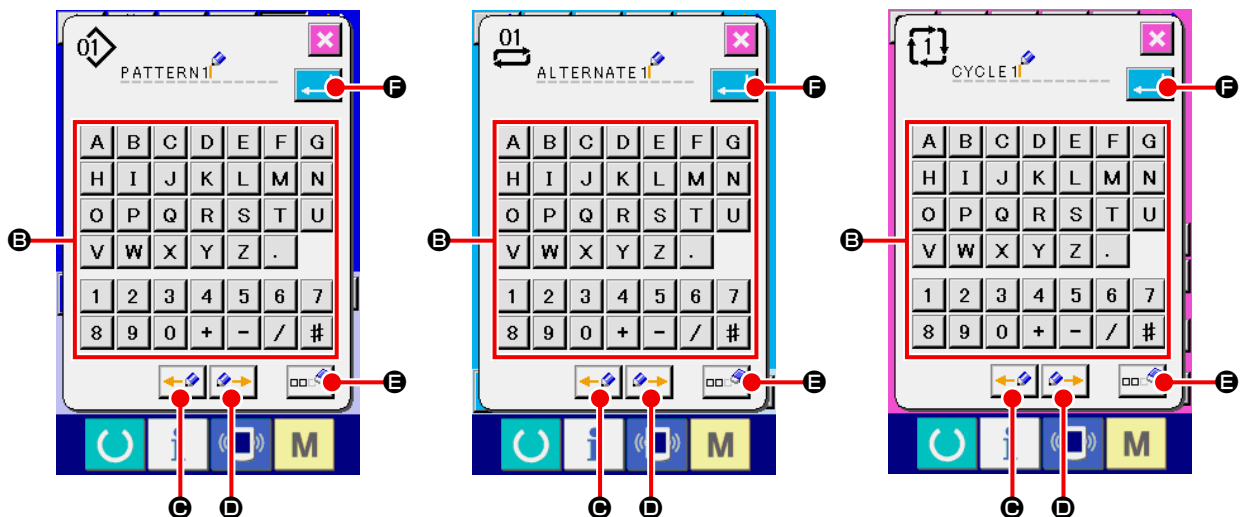 01
PATTERN1
F
A B C D E F G
H I J K L M N
O P Q R S T U
B
V W X Y Z .
1 2 3 4 5 6 7
8 9 0 + - / #
E
i M
C D
01
ALTERNATE1
F
A B C D E F G
H I J K L M N
O P Q R S T U
B
V W X Y Z .
1 2 3 4 5 6 7
8 9 0 + - / #
E
i M
C D
1
CYCLE1
F
A B C D E F G
H I J K L M N
O P Q R S T U
B
V W X Y Z .
1 2 3 4 5 6 7
8 9 0 + - / #
E
i M
C D